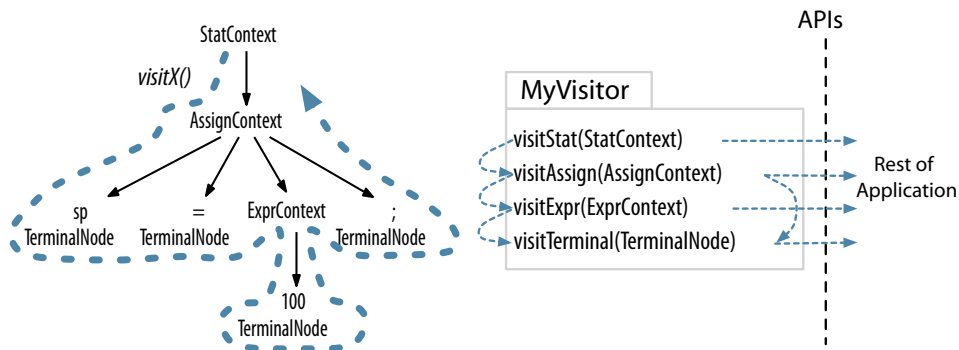 StatContext
visitX()
AssignContext
sp
TerminalNode
=
TerminalNode
ExprContext
;
TerminalNode
100
TerminalNode
APIs
MyVisitor
visitStat(StatContext)
visitAssign(AssignContext)
visitExpr(ExprContext)
visitTerminal(TerminalNode)
Rest of
Application